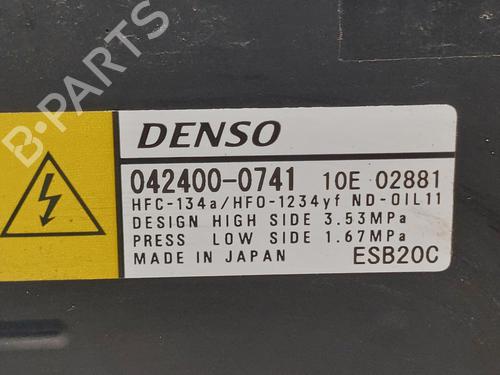 B-PARTS
DENSO
042400-0741 10E 02881
HFC-134a/HFO-1234yf ND-OIL11
DESIGN HIGH SIDE 3.53MPa
PRESS LOW SIDE 1.67MPa
MADE IN JAPAN ESB20C